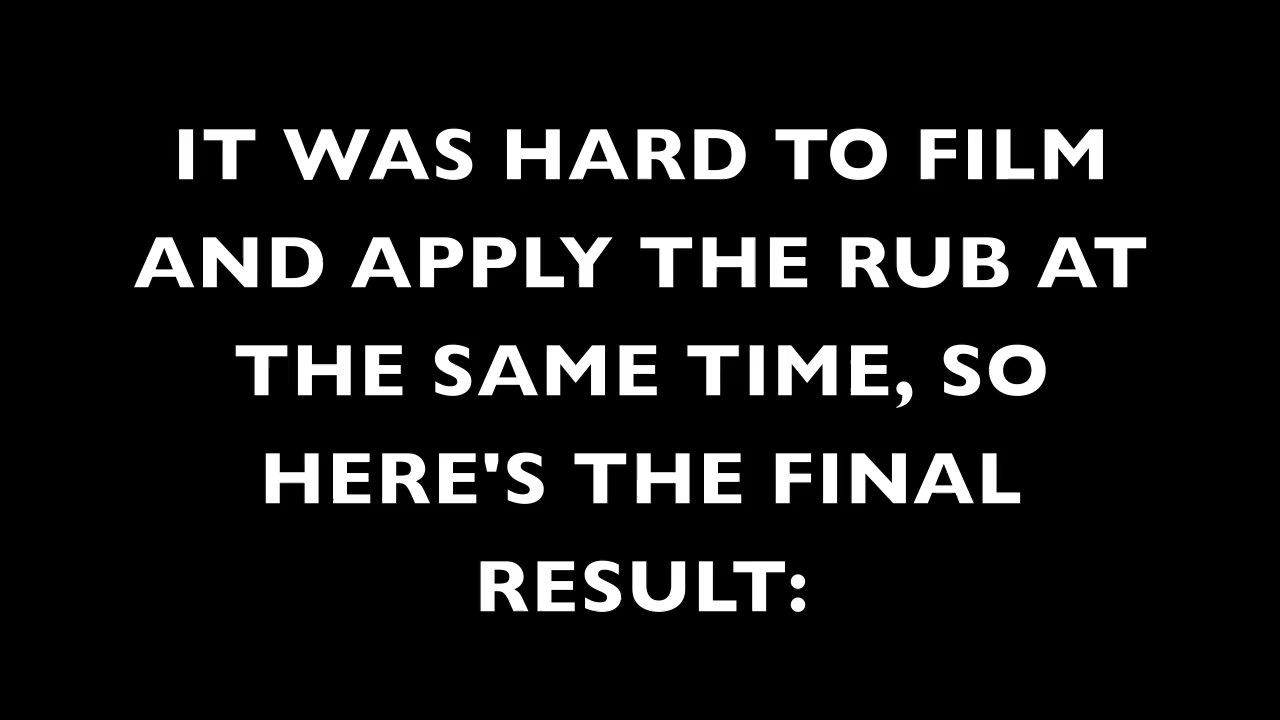 IT WAS HARD TO FILM
AND APPLY THE RUB AT
THE SAME TIME, SO
HERE'S THE FINAL
RESULT: